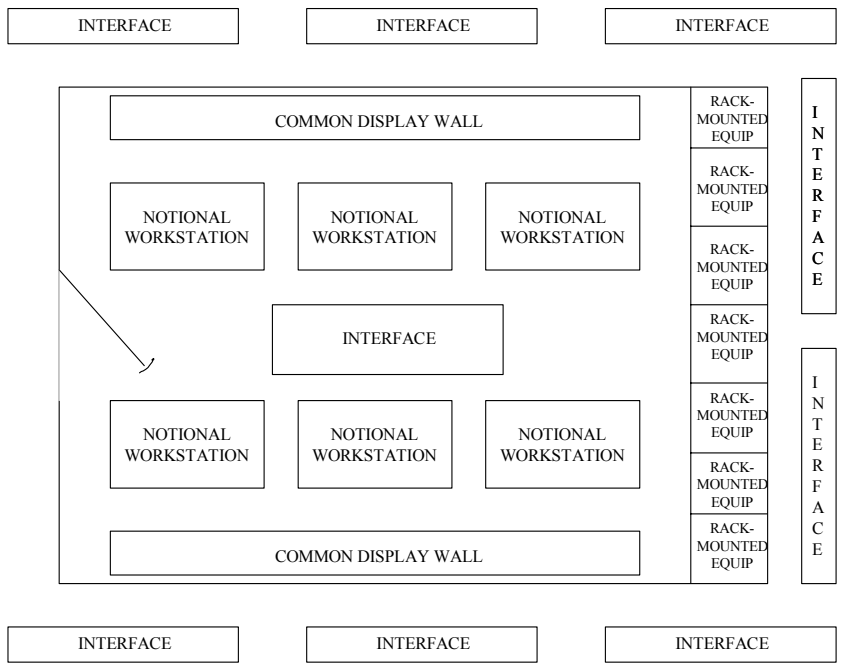 INTERFACE
INTERFACE
INTERFACE
COMMON DISPLAY WALL
RACK-
MOUNTED
EQUIP
INTERFACE
NOTIONAL
WORKSTATION
NOTIONAL
WORKSTATION
NOTIONAL
WORKSTATION
RACK-
MOUNTED
EQUIP
RACK-
MOUNTED
EQUIP
INTERFACE
RACK-
MOUNTED
EQUIP
NOTIONAL
WORKSTATION
NOTIONAL
WORKSTATION
NOTIONAL
WORKSTATION
RACK-
MOUNTED
EQUIP
INTERFACE
RACK-
MOUNTED
EQUIP
COMMON DISPLAY WALL
RACK-
MOUNTED
EQUIP
INTERFACE
INTERFACE
INTERFACE